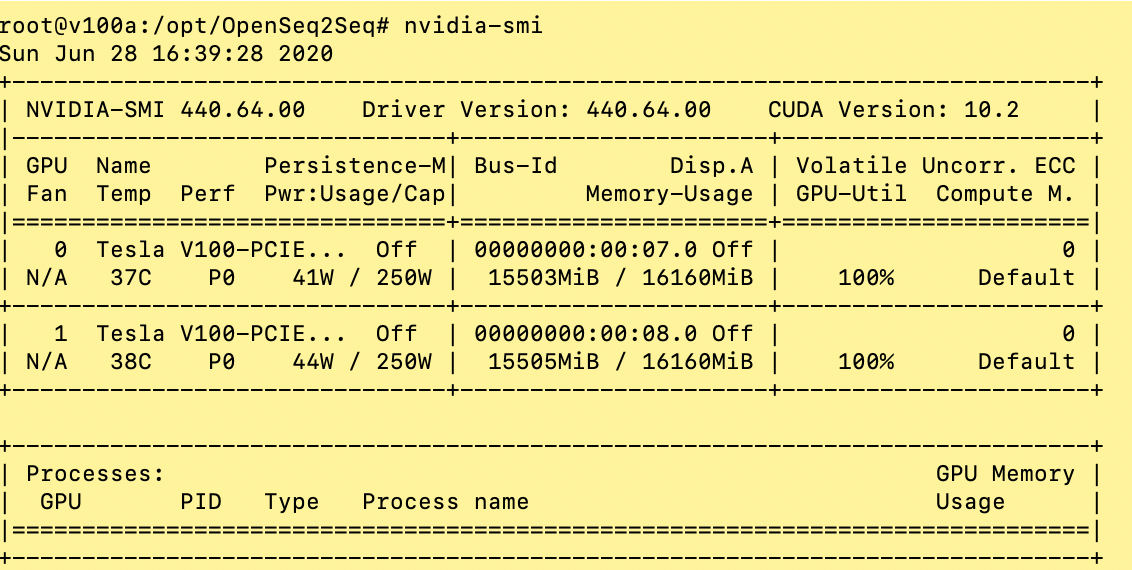 root@v100a:/opt/OpenSeq2Seq# nvidia-smi
Sun Jun 28 16:39:28 2020
+-----------------------------------------------------------------------------+
| NVIDIA-SMI 440.64.00    Driver Version: 440.64.00    CUDA Version: 10.2     |
|-------------------------------+----------------------+----------------------+
| GPU  Name        Persistence-M| Bus-Id        Disp.A | Volatile Uncorr. ECC |
| Fan  Temp  Perf  Pwr:Usage/Cap|         Memory-Usage | GPU-Util  Compute M. |
|===============================+======================+======================|
|   0  Tesla V100-PCIE...  Off  | 00000000:00:07.0 Off |                    0 |
| N/A   37C    P0    41W / 250W |  15503MiB / 16160MiB |    100%      Default |
+-------------------------------+----------------------+----------------------+
|   1  Tesla V100-PCIE...  Off  | 00000000:00:08.0 Off |                    0 |
| N/A   38C    P0    44W / 250W |  15505MiB / 16160MiB |    100%      Default |
+-------------------------------+----------------------+----------------------+

+-----------------------------------------------------------------------------+
| Processes:                                                       GPU Memory |
|  GPU       PID   Type   Process name                             Usage      |
|=============================================================================|
+-----------------------------------------------------------------------------+